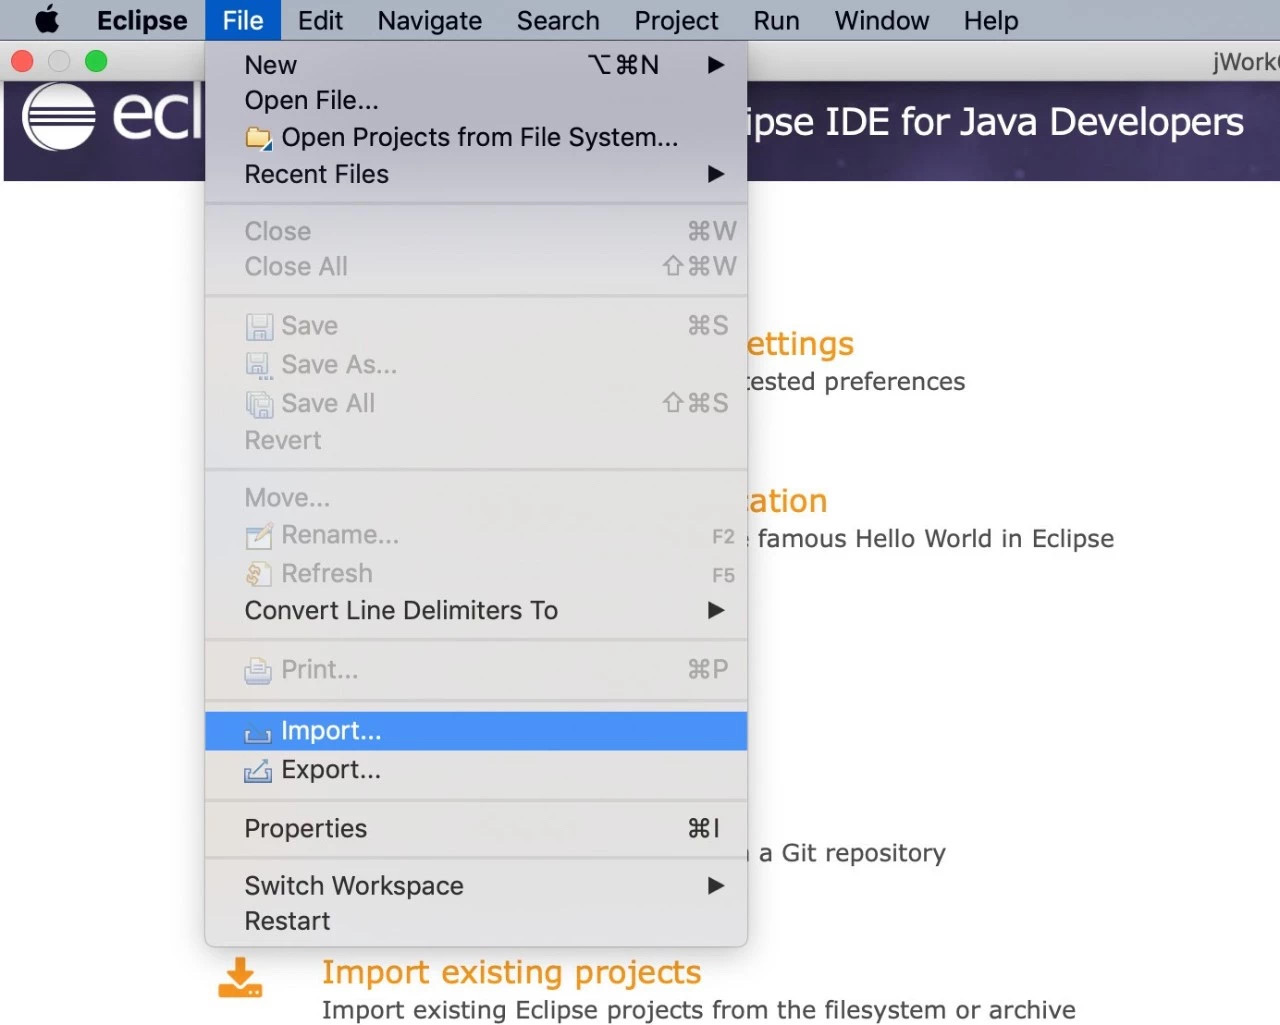 Eclipse File Edit Navigate Search Project Run Window Help
New ⌥⌘N ▶
Open File...
Open Projects from File System...
Recent Files ▶
Close ⌘W
Close All ⇧⌘W
Save ⌘S
Save As...
Save All ⇧⌘S
Revert
Move...
Rename... F2
Refresh F5
Convert Line Delimiters To ▶
Print... ⌘P
Import...
Export...
Properties ⌘I
Switch Workspace ▶
Restart
jWork
ecl
ipse IDE for Java Developers
ettings
tested preferences
ation
famous Hello World in Eclipse
a Git repository
Import existing projects
Import existing Eclipse projects from the filesystem or archive